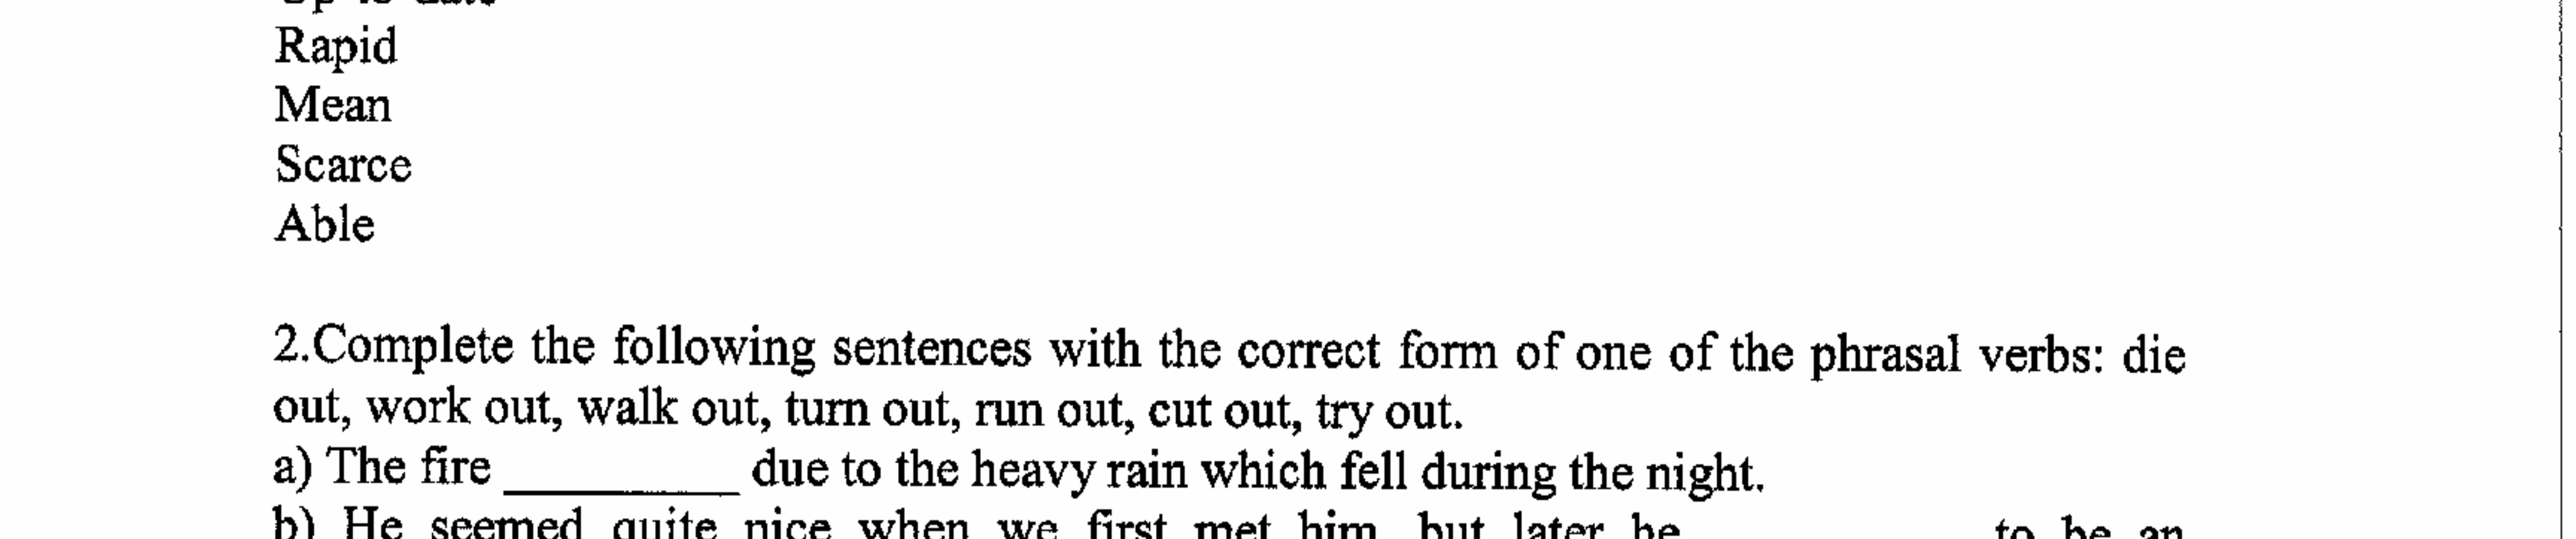 Up to date
Rapid
Mean
Scarce
Able
2.Complete the following sentences with the correct form of one of the phrasal verbs: die
out, work out, walk out, turn out, run out, cut out, try out.
a) The fire _________ due to the heavy rain which fell during the night.
b) He seemed quite nice when we first met him, but later he to be an